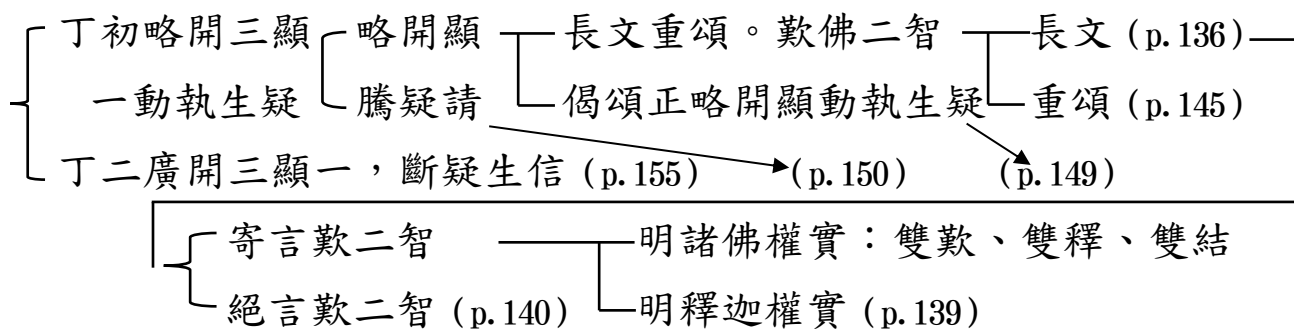 丁初略開三顯 略開顯 長文重頌。歎佛二智 長文(p.136)
一動執生疑 騰疑請 偈頌正略開顯動執生疑 重頌(p.145)
丁二廣開三顯一，斷疑生信(p.155) (p.150) (p.149)
寄言歎二智 明諸佛權實：雙歎、雙釋、雙結
絕言歎二智(p.140) 明釋迦權實(p.139)